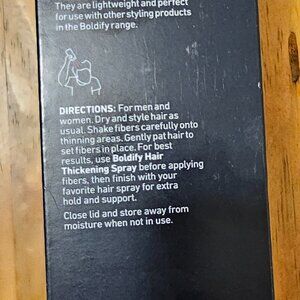 They are lightweight and perfect
for use with other styling products
in the Boldify range.
DIRECTIONS: For men and
women. Dry and style hair as
usual. Shake fibers carefully onto
thinning areas. Gently pat hair to
set fibers in place. For best
results, use Boldify Hair
Thickening Spray before applying
fibers, then finish with your
favorite hair spray for extra
hold and support.
Close lid and store away from
moisture when not in use.